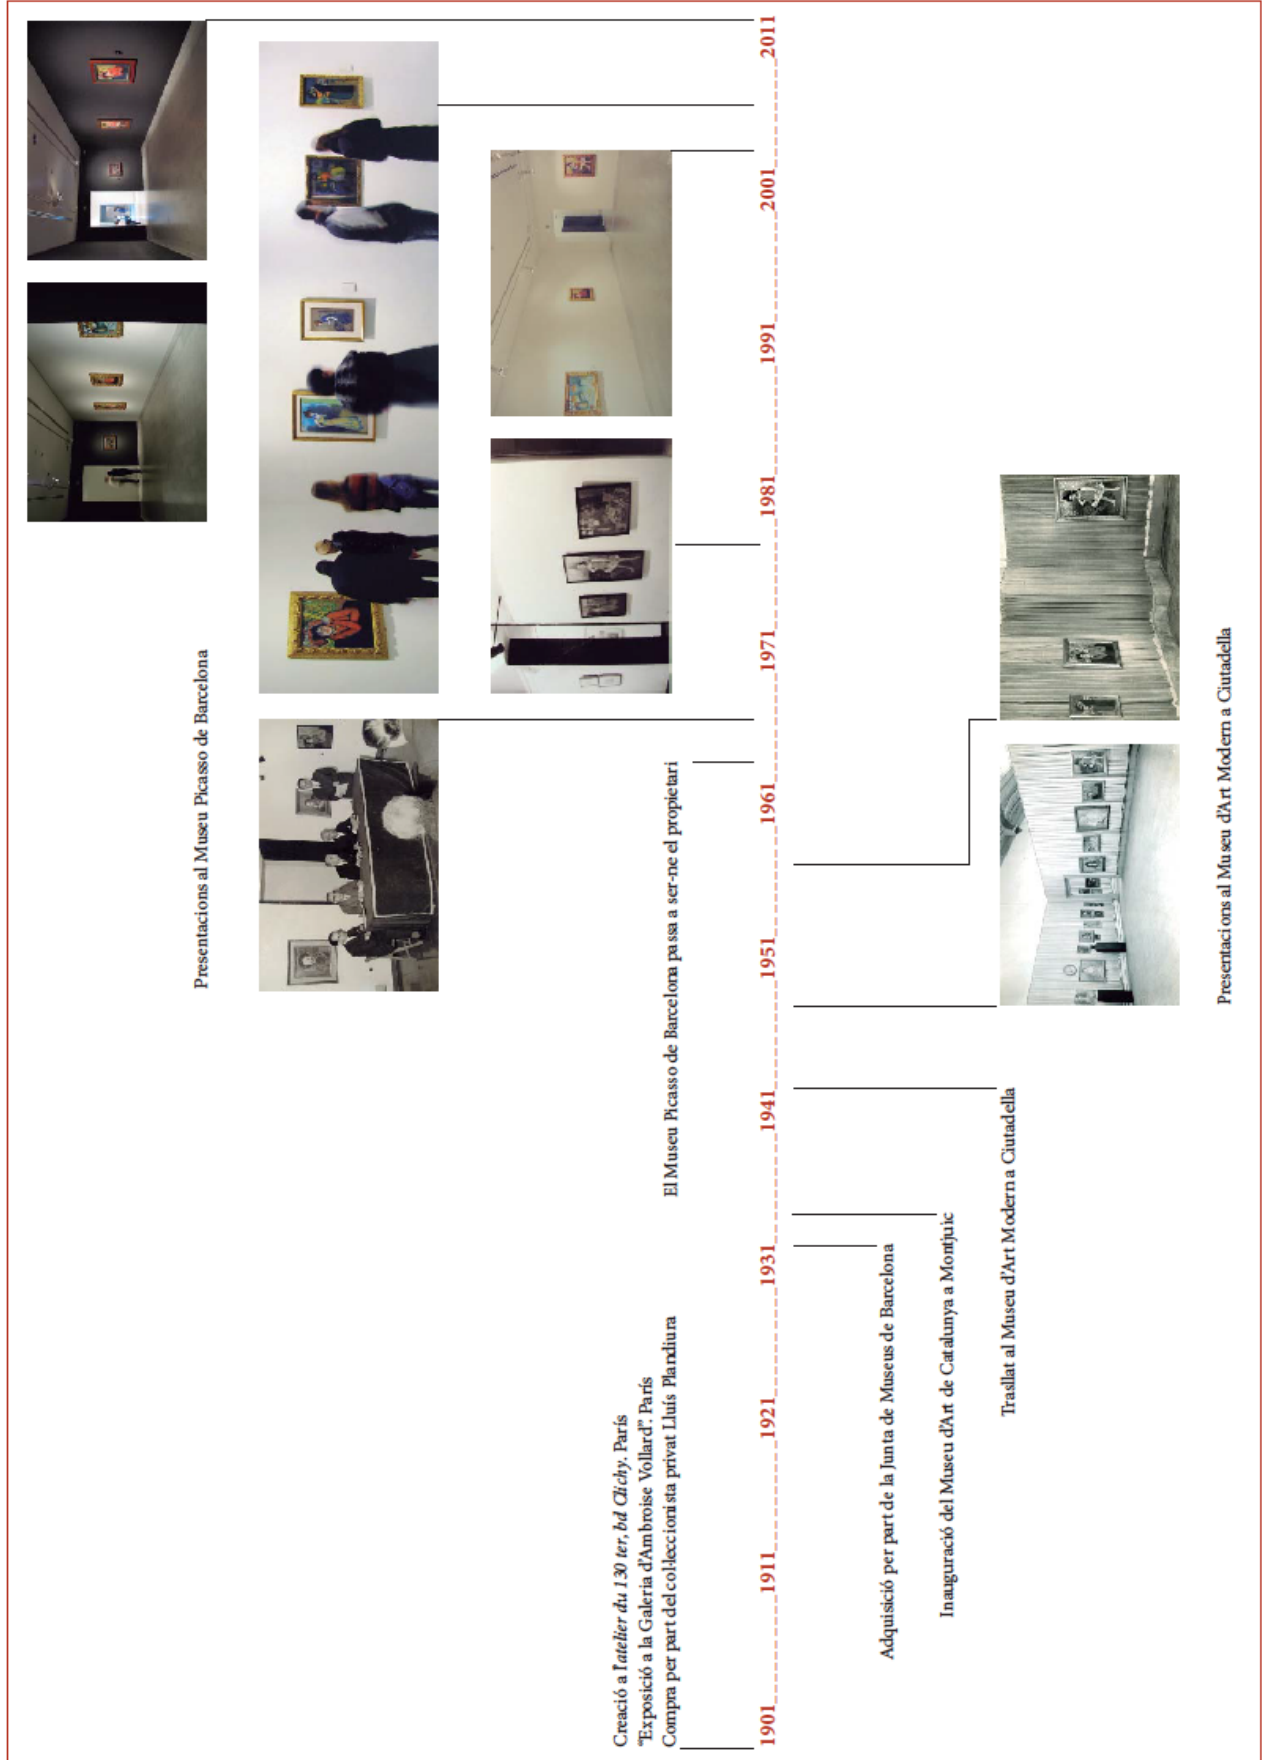 Presentacions al Museu Picasso de Barcelona
El Museu Picasso de Barcelona passa a ser-ne el propietari
Creació a l'atelier du 130 ter, bd Clichy. París
“Exposició a la Galeria d'Ambroise Vollard”. París
Compra per part del col·leccionista privat Lluís Plandiura
1901 1911 1921 1931 1941 1951 1961 1971 1981 1991 2001 2011
Adquisició per part de la Junta de Museus de Barcelona
Inauguració del Museu d'Art de Catalunya a Montjuic
Trasllat al Museu d'Art Modern a Ciutadella
Presentacions al Museu d'Art Modern a Ciutadella